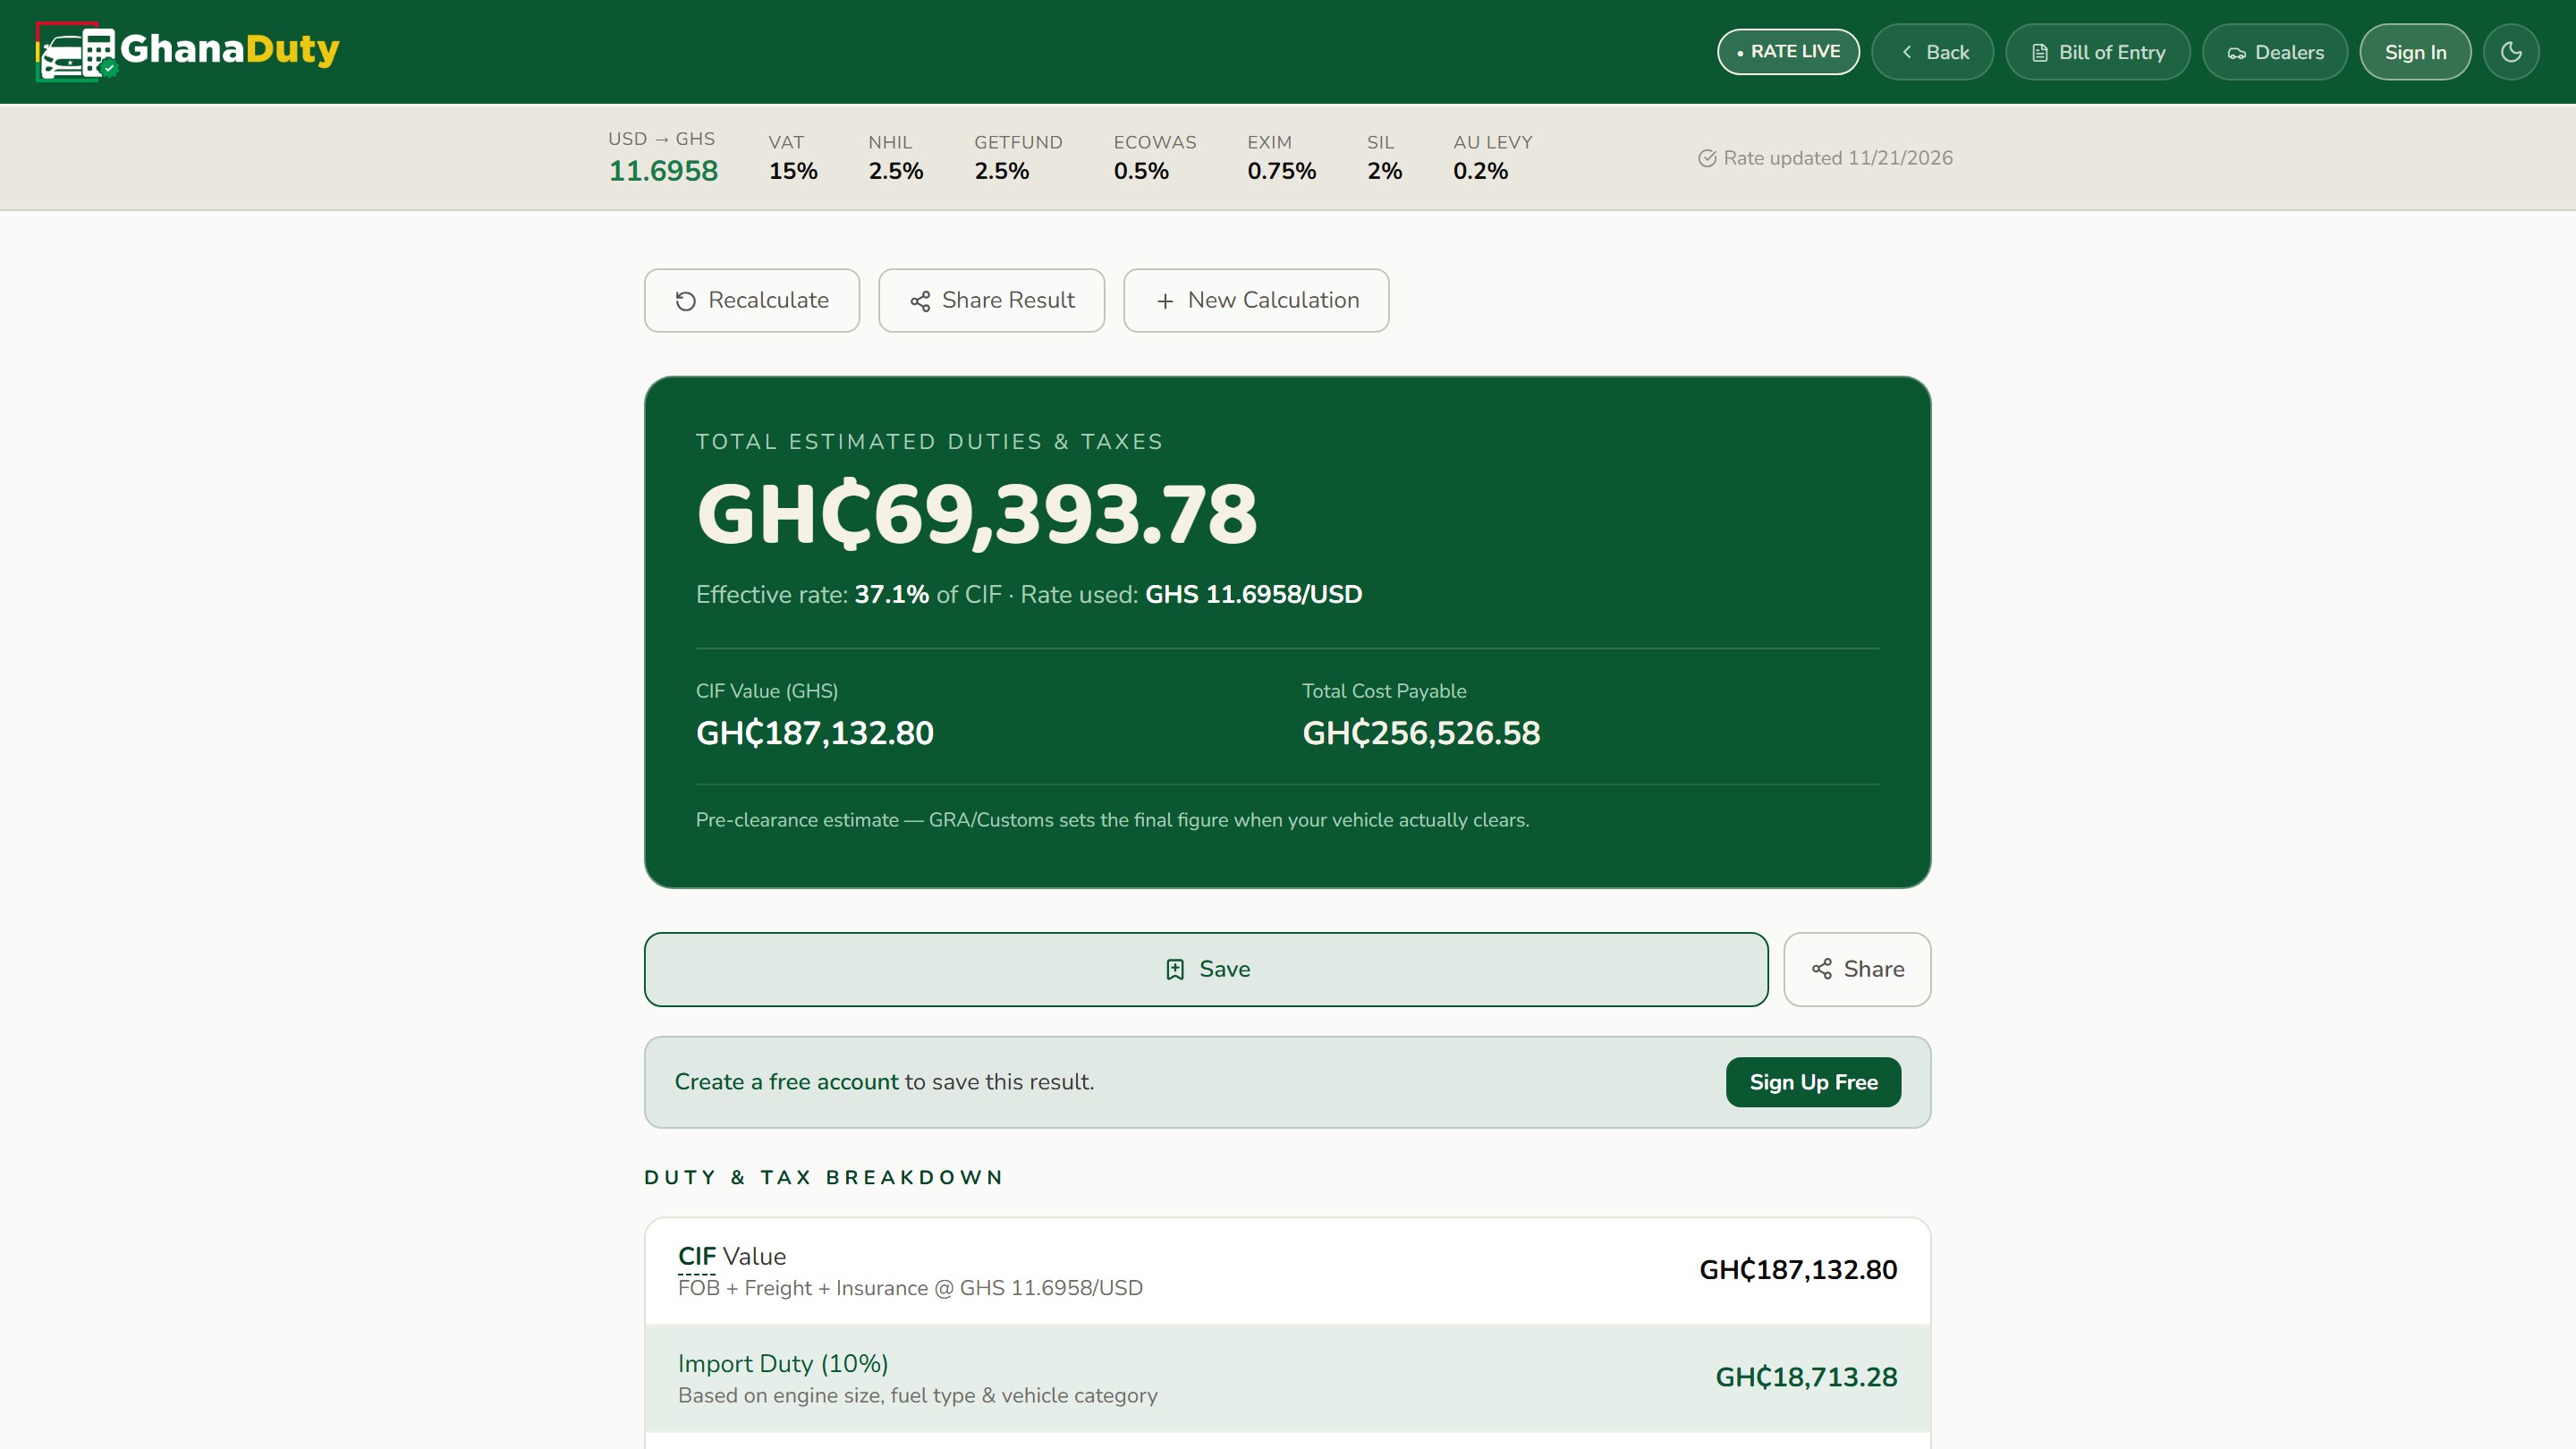 GhanaDuty
• RATE LIVE
Back
Bill of Entry
Dealers
Sign In
USD → GHS
11.6958
VAT
15%
NHIL
2.5%
GETFUND
2.5%
ECOWAS
0.5%
EXIM
0.75%
SIL
2%
AU LEVY
0.2%
Rate updated 11/21/2026
Recalculate
Share Result
New Calculation
TOTAL ESTIMATED DUTIES & TAXES
GH₵69,393.78
Effective rate: 37.1% of CIF · Rate used: GHS 11.6958/USD
CIF Value (GHS)
GH₵187,132.80
Total Cost Payable
GH₵256,526.58
Pre-clearance estimate — GRA/Customs sets the final figure when your vehicle actually clears.
Save
Share
Create a free account to save this result.
Sign Up Free
DUTY & TAX BREAKDOWN
CIF Value
FOB + Freight + Insurance @ GHS 11.6958/USD
GH₵187,132.80
Import Duty (10%)
Based on engine size, fuel type & vehicle category
GH₵18,713.28